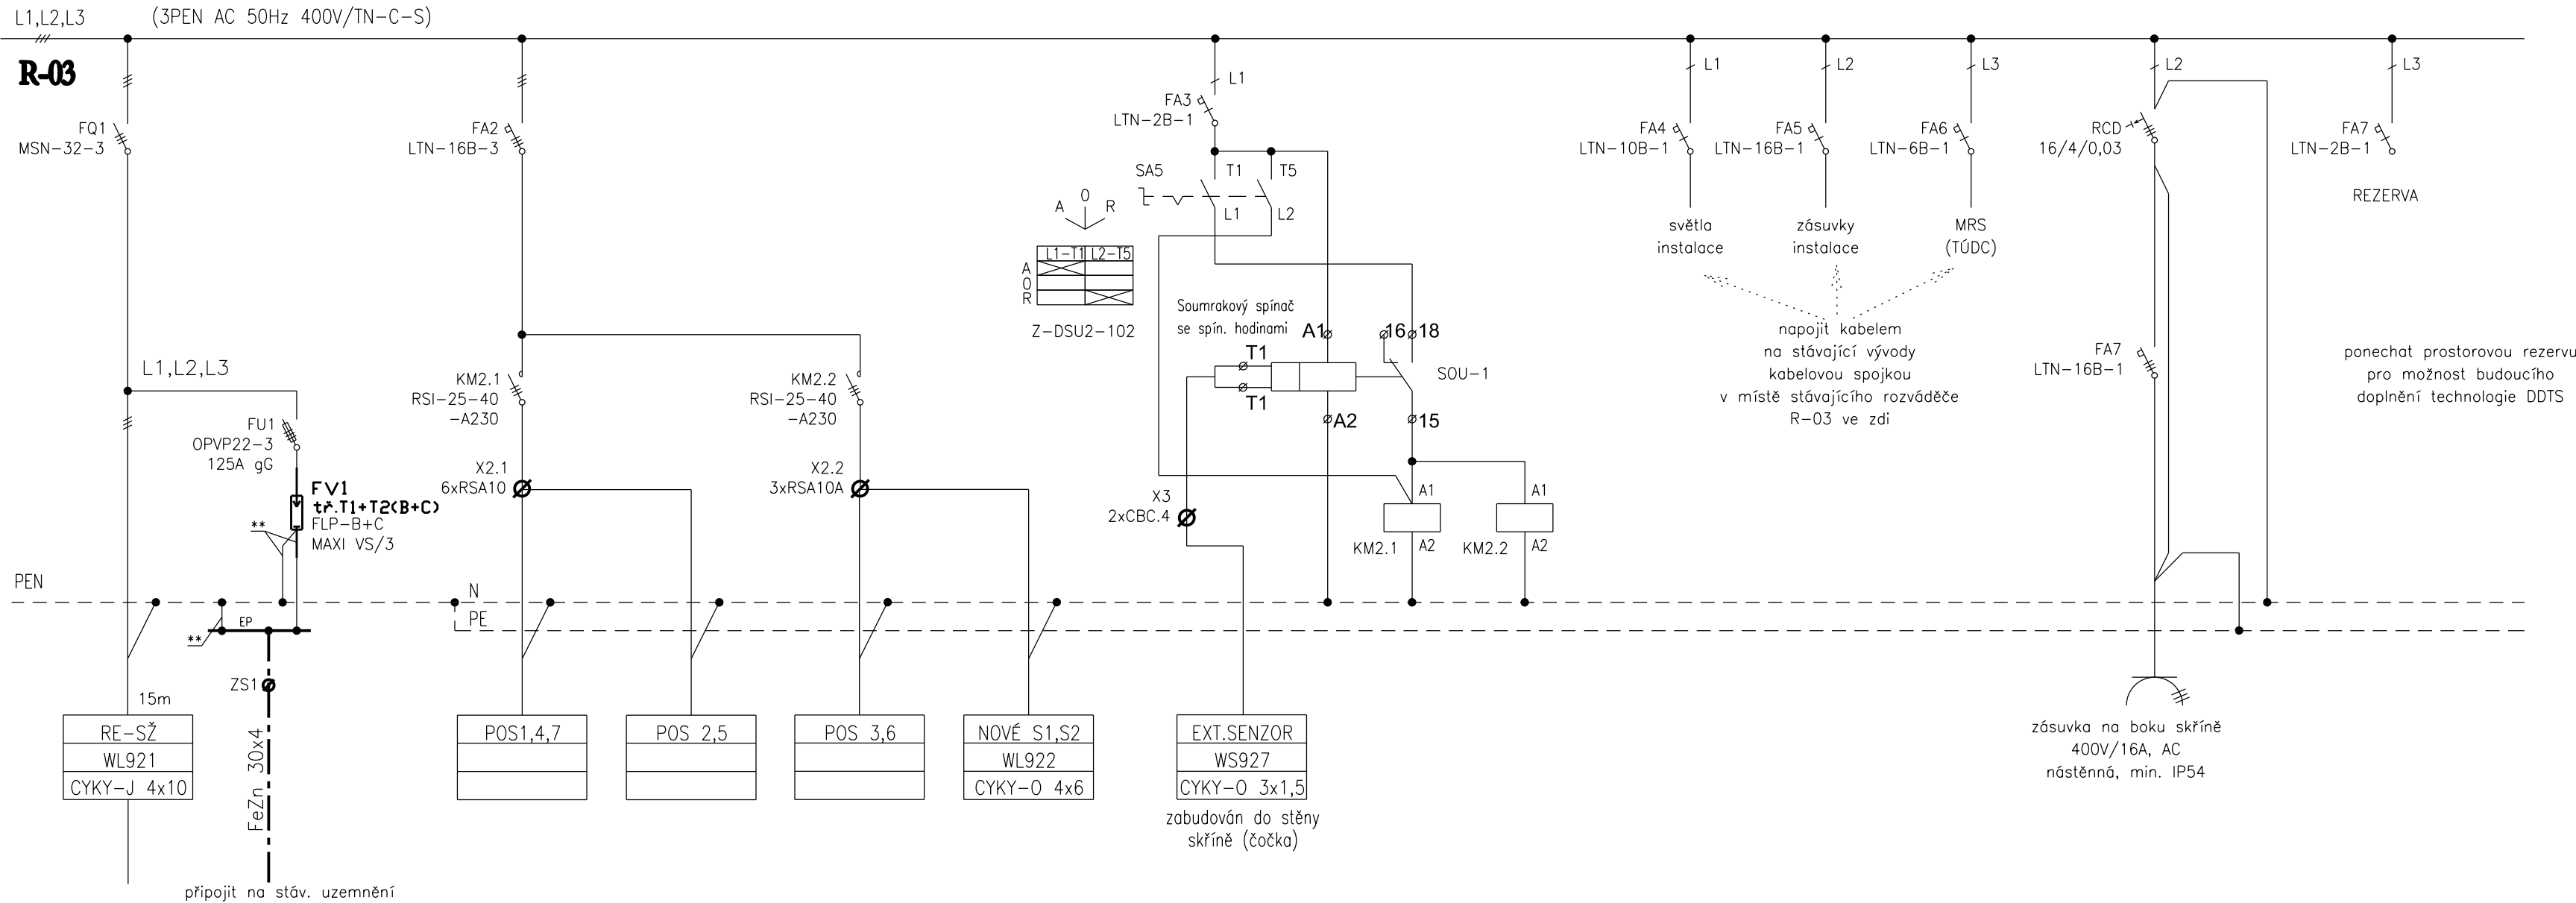 L1,L2,L3
(3PEN AC 50Hz 400V/TN-C-S)
R-03
FQ1
MSN-32-3
L1,L2,L3
FU1
OPVP22-3
125A gG
FV1
tř.T1+T2(B+C)
FLP-B+C
MAXI VS/3
**
PEN
**
EP
ZS1
FeZn 30x4
připojit na stáv. uzemnění
15m
RE-SŽ
WL921
CYKY-J 4x10
FA2
LTN-16B-3
KM2.1
RSI-25-40
-A230
KM2.2
RSI-25-40
-A230
X2.1
6xRSA10
X2.2
3xRSA10A
N
PE
POS1,4,7
POS 2,5
POS 3,6
NOVÉ S1,S2
WL922
CYKY-O 4x6
L1
FA3
LTN-2B-1
SA5
T1
T5
L1
L2
A
0
R
L1-T1
L2-T5
A
0
R
Z-DSU2-102
Soumrakový spínač
se spín. hodinami
A1
16
18
T1
T1
SOU-1
A2
15
X3
2xCBC.4
A1
KM2.1
A2
A1
KM2.2
A2
EXT.SENZOR
WS927
CYKY-O 3x1,5
zabudován do stěny
skříně (čočka)
L1
FA4
LTN-10B-1
světla
instalace
L2
FA5
LTN-16B-1
zásuvky
instalace
L3
FA6
LTN-6B-1
MRS
(TÚDC)
napojit kabelem
na stávající vývody
kabelovou spojkou
v místě stávajícího rozváděče
R-03 ve zdi
L2
RCD
16/4/0,03
FA7
LTN-16B-1
zásuvka na boku skříně
400V/16A, AC
nástěnná, min. IP54
L3
FA7
LTN-2B-1
REZERVA
ponechat prostorovou rezervu
pro možnost budoucího
doplnění technologie DDTS